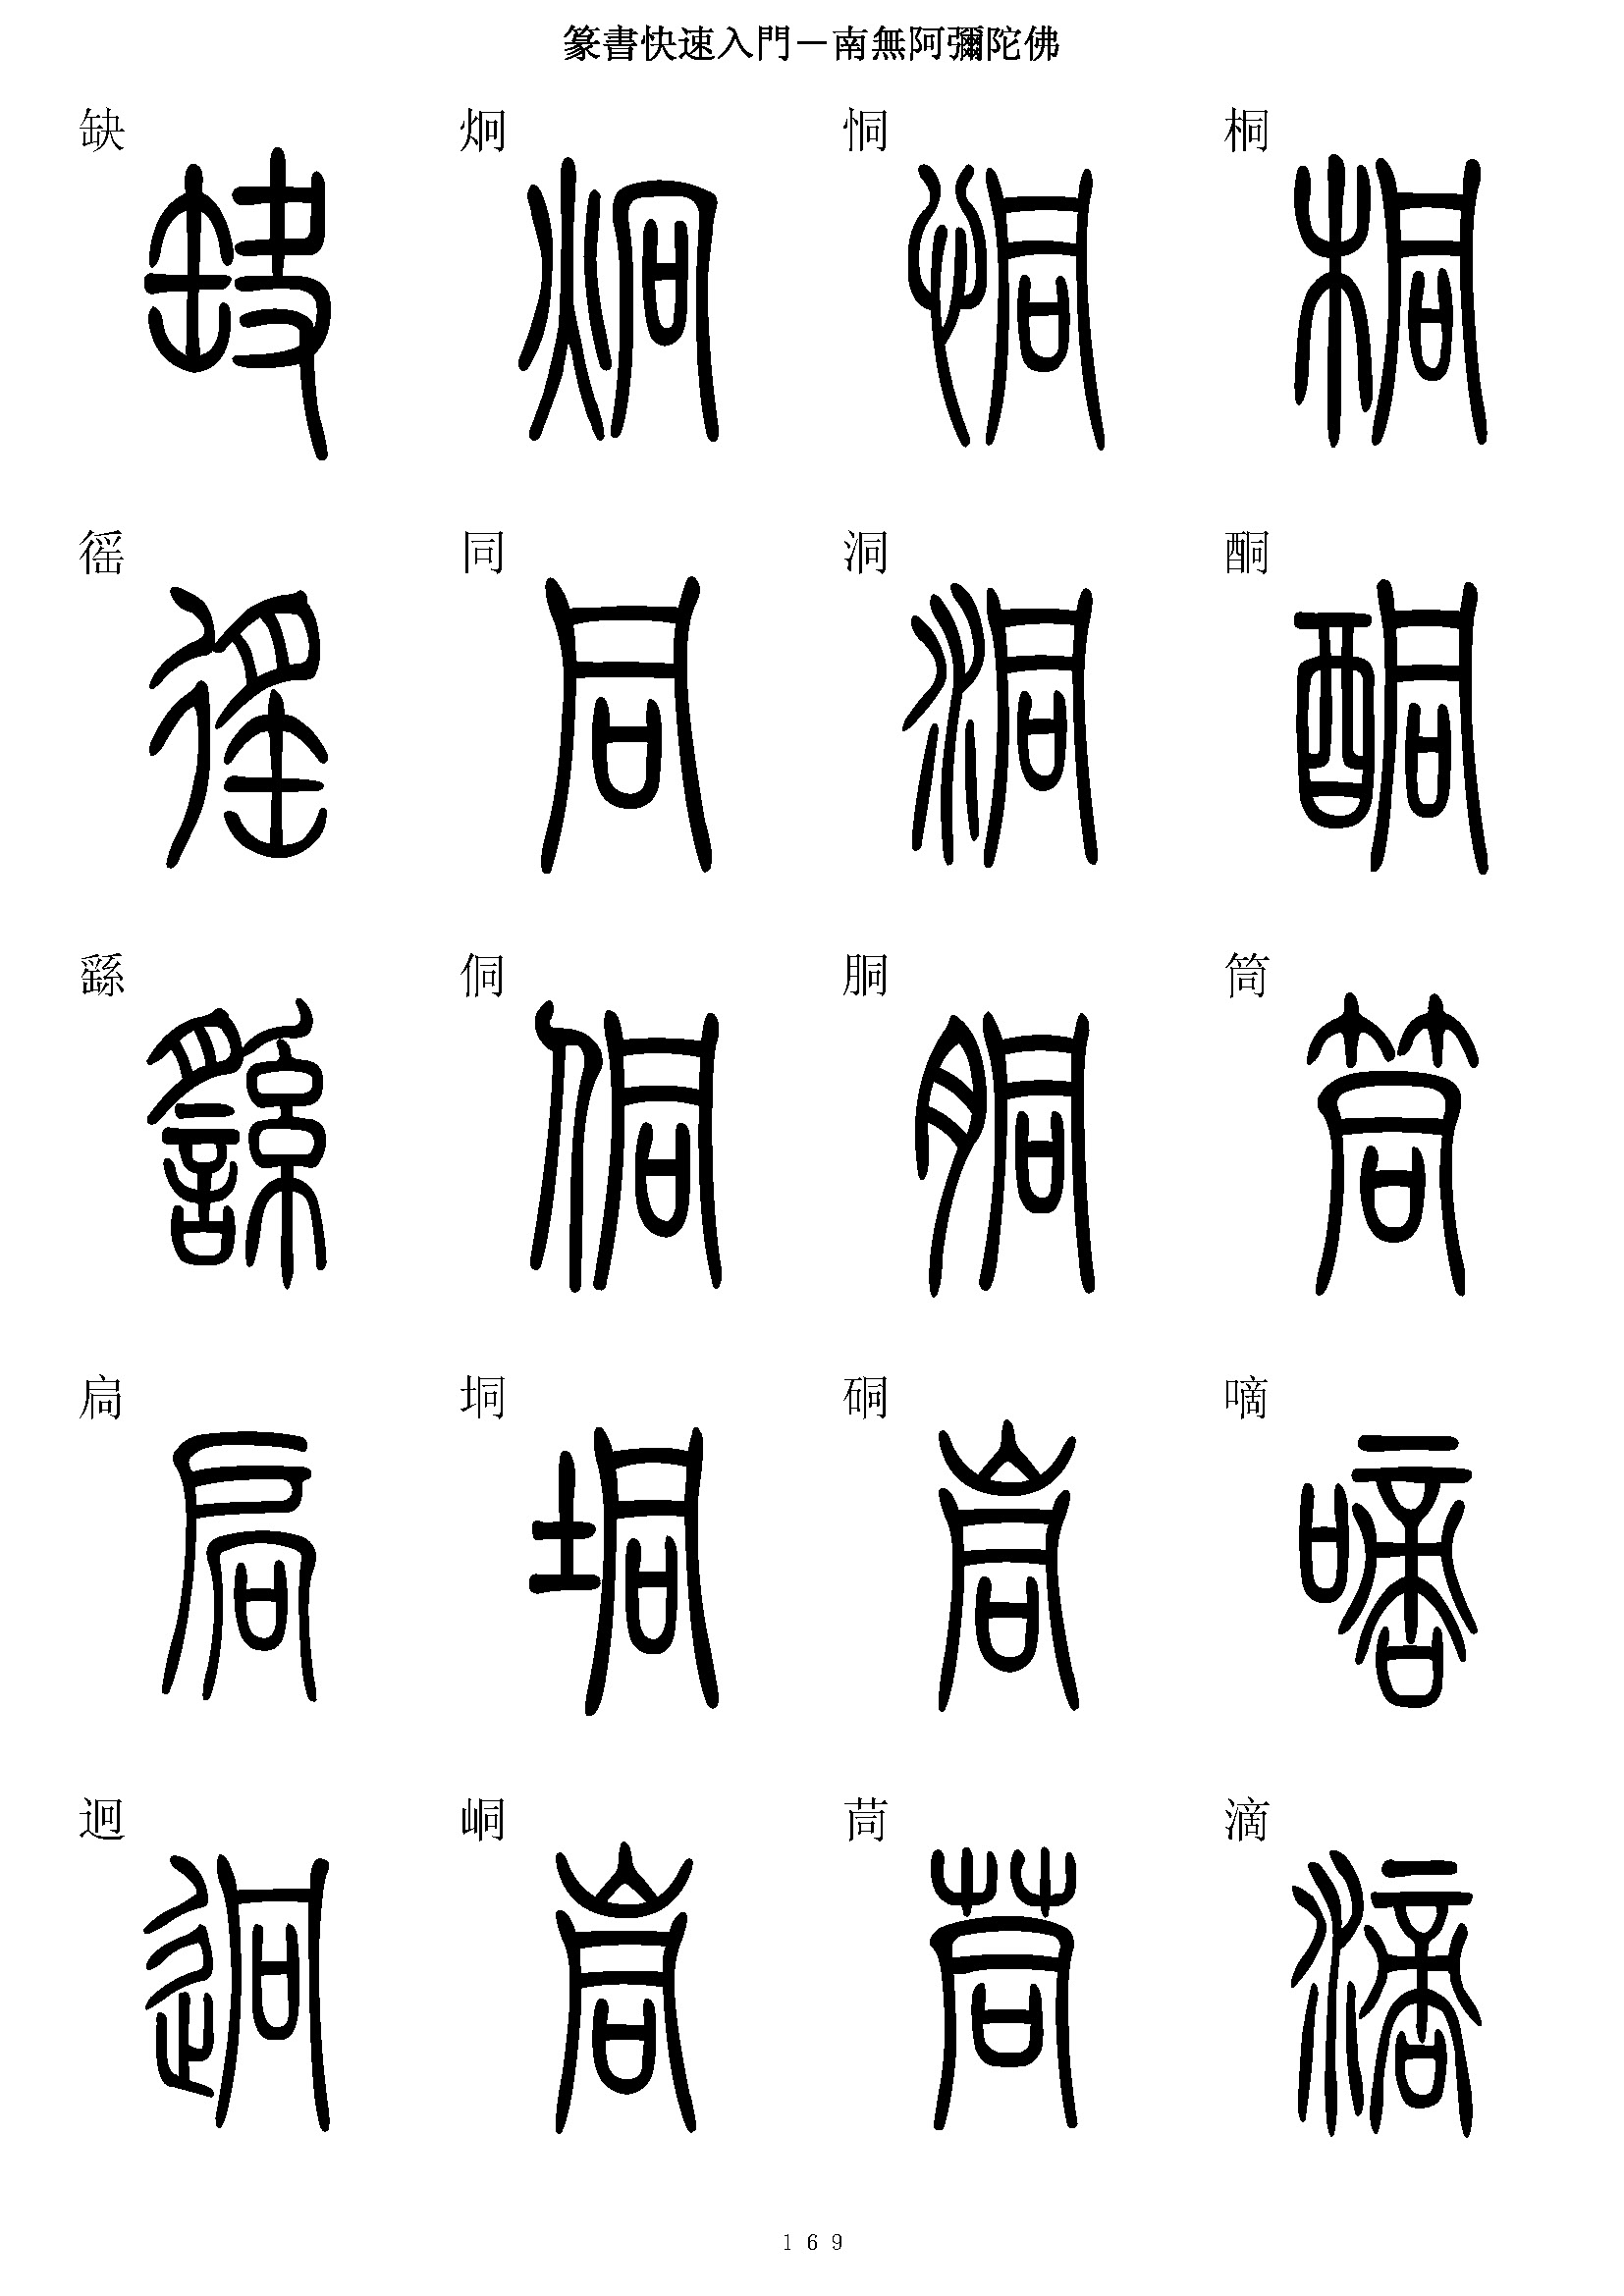 篆書快速入門－南無阿彌陀佛
缺 炯 恫 桐
徭 同 洞 酮
繇 侗 胴 筒
扃 垌 硐 嘀
迥 峒 茼 滴
169